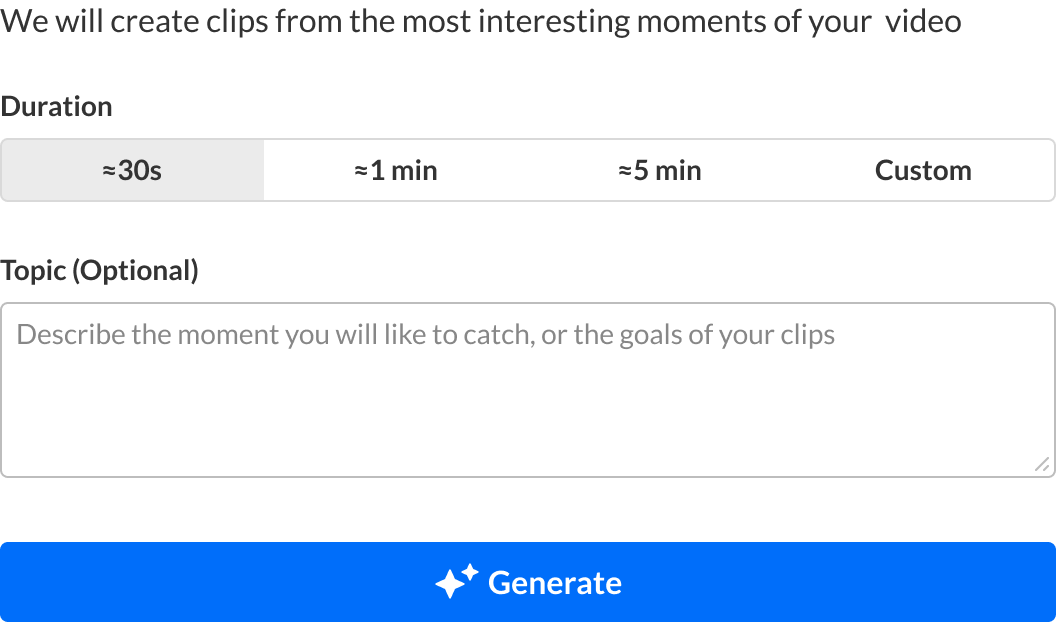 We will create clips from the most interesting moments of your  video
Duration
≈30s
≈1 min
≈5 min
Custom
Topic (Optional)
Describe the moment you will like to catch, or the goals of your clips
Generate